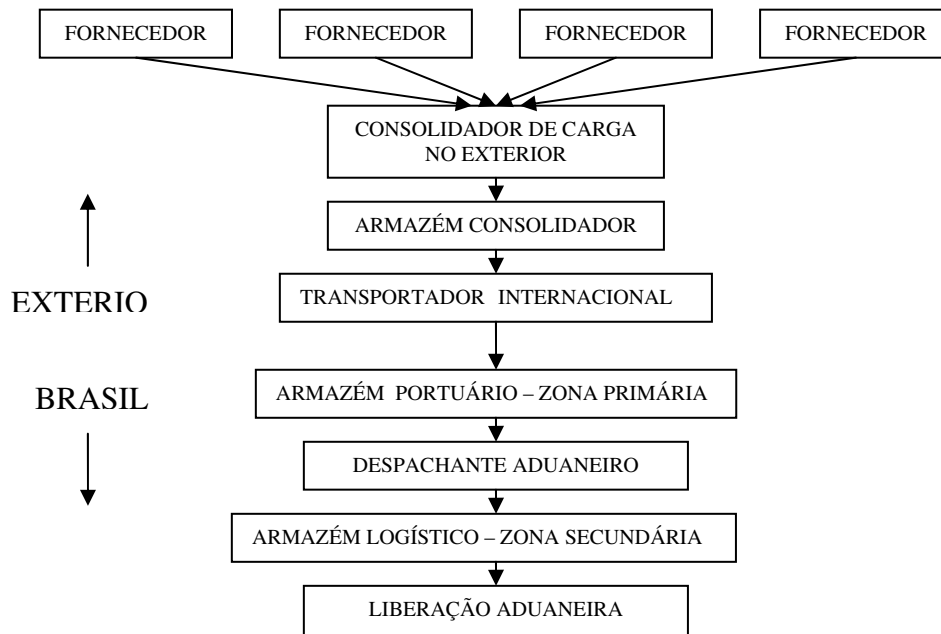 FORNECEDOR
FORNECEDOR
FORNECEDOR
FORNECEDOR
CONSOLIDADOR DE CARGA
NO EXTERIOR
ARMAZÉM CONSOLIDADOR
TRANSPORTADOR INTERNACIONAL
EXTERIO
ARMAZÉM PORTUÁRIO – ZONA PRIMÁRIA
BRASIL
DESPACHANTE ADUANEIRO
ARMAZÉM LOGÍSTICO – ZONA SECUNDÁRIA
LIBERAÇÃO ADUANEIRA